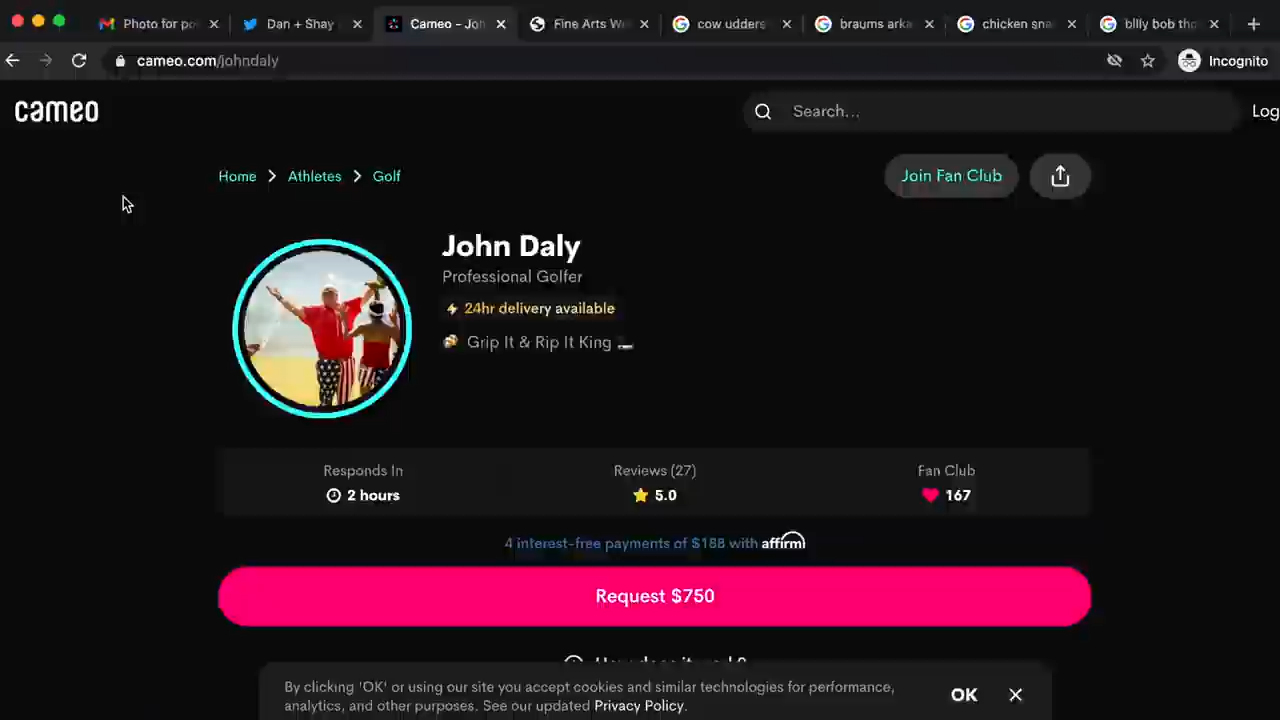 Photo for po
Dan + Shay
Cameo - Joh
Fine Arts W
cow udders
braums arka
chicken sna
blly bob tho
cameo.com/johndaly
Incognito
cameo
Search...
Log
Home > Athletes > Golf
Join Fan Club
John Daly
Professional Golfer
24hr delivery available
Grip It & Rip It King
Responds In
Reviews (27)
Fan Club
2 hours
5.0
167
4 interest-free payments of $188 with affirm
Request $750
By clicking 'OK' or using our site you accept cookies and similar technologies for performance,
analytics, and other purposes. See our updated Privacy Policy.
OK